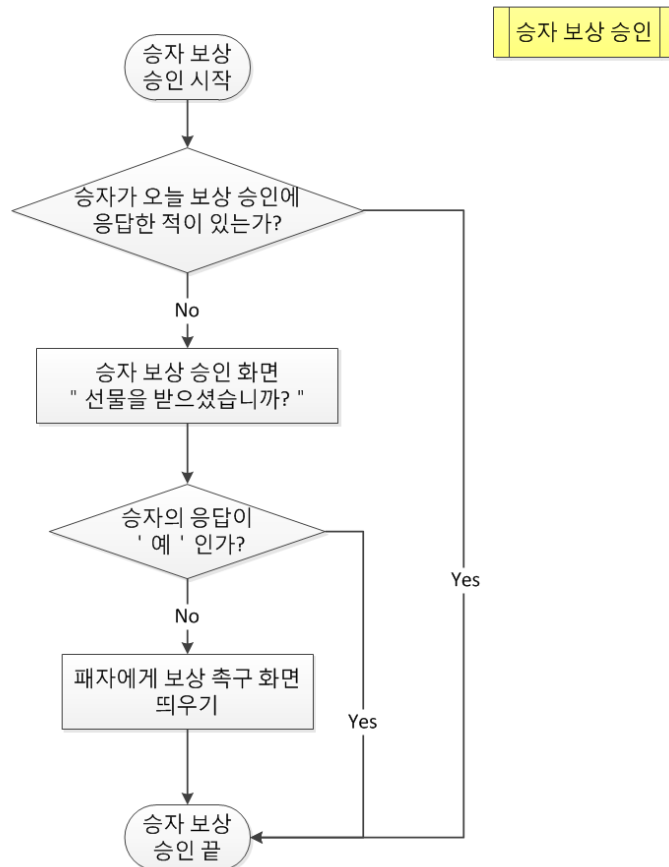 승자 보상
승인 시작
승자 보상 승인
승자가 오늘 보상 승인에
응답한 적이 있는가?
No
승자 보상 승인 화면
" 선물을 받으셨습니까? "
승자의 응답이
' 예 ' 인가?
Yes
No
패자에게 보상 촉구 화면
띄우기
Yes
승자 보상
승인 끝